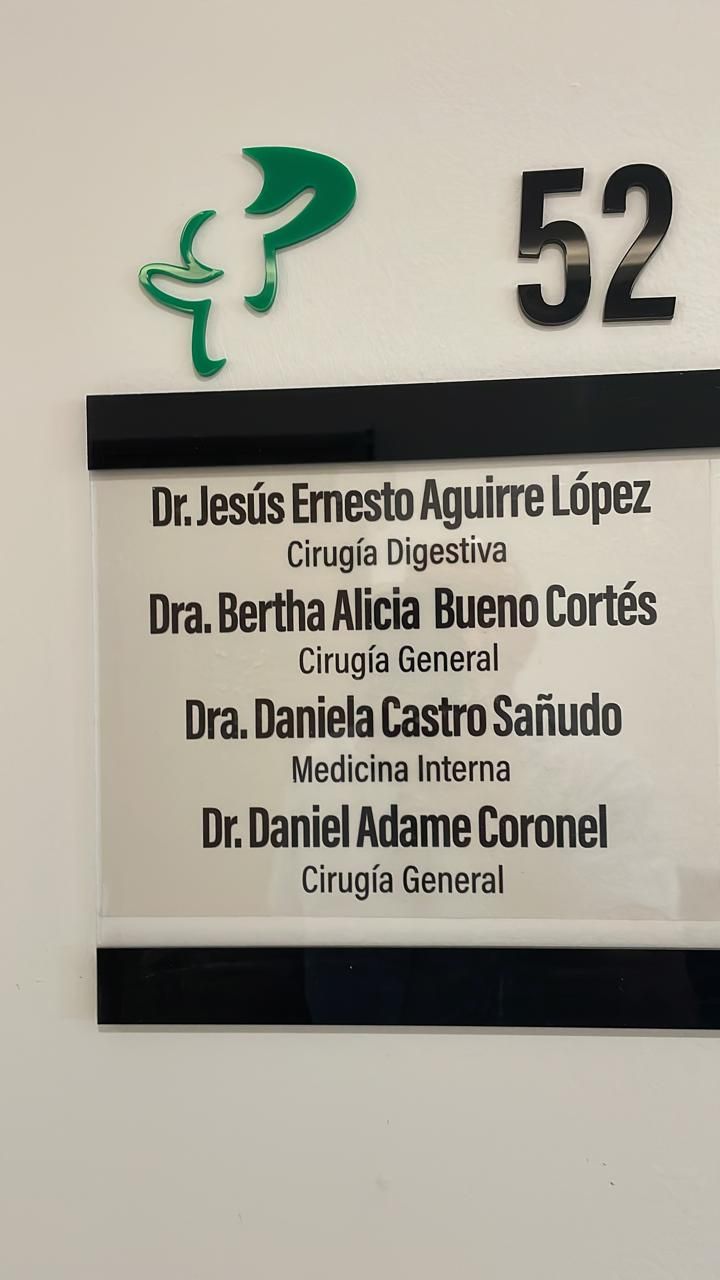 52
Dr. Jesús Ernesto Aguirre López
Cirugía Digestiva
Dra. Bertha Alicia Bueno Cortés
Cirugía General
Dra. Daniela Castro Sañudo
Medicina Interna
Dr. Daniel Adame Coronel
Cirugía General